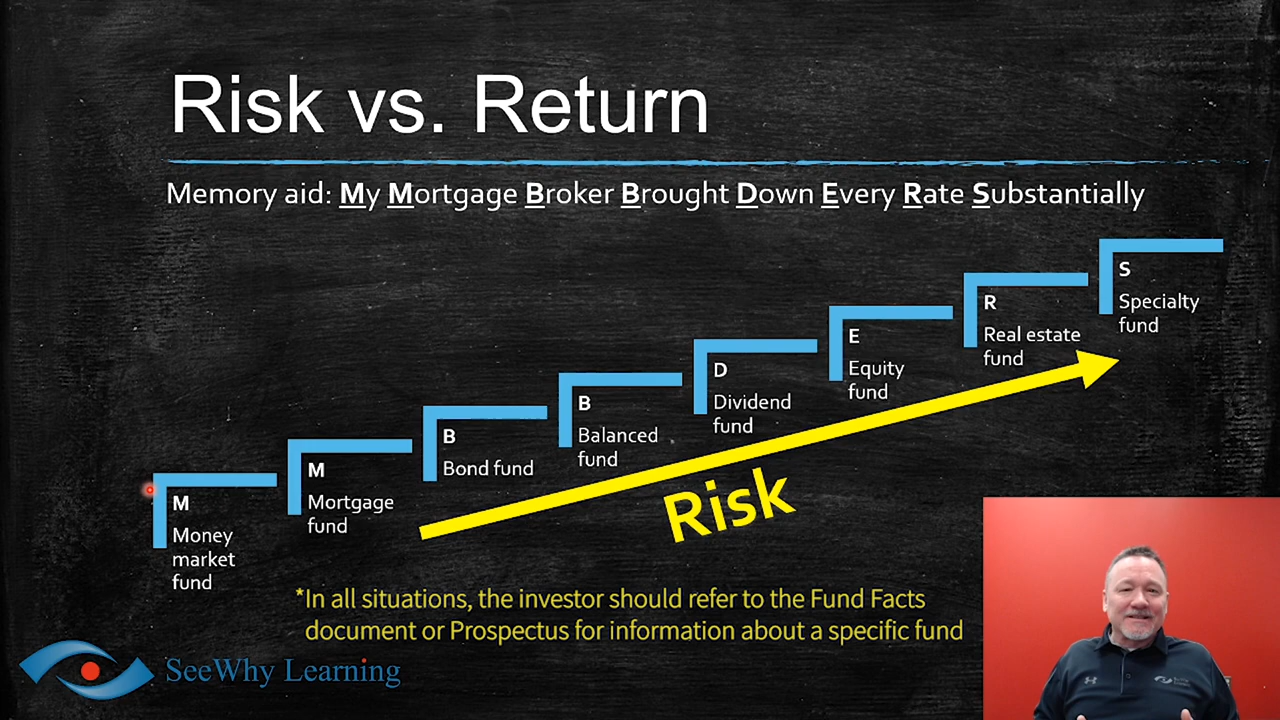 Risk vs. Return
Memory aid: My Mortgage Broker Brought Down Every Rate Substantially
M
Money
market
fund
M
Mortgage
fund
B
Bond fund
B
Balanced
fund
D
Dividend
fund
E
Equity
fund
R
Real estate
fund
S
Specialty
fund
Risk
*In all situations, the investor should refer to the Fund Facts
document or Prospectus for information about a specific fund
SeeWhy Learning